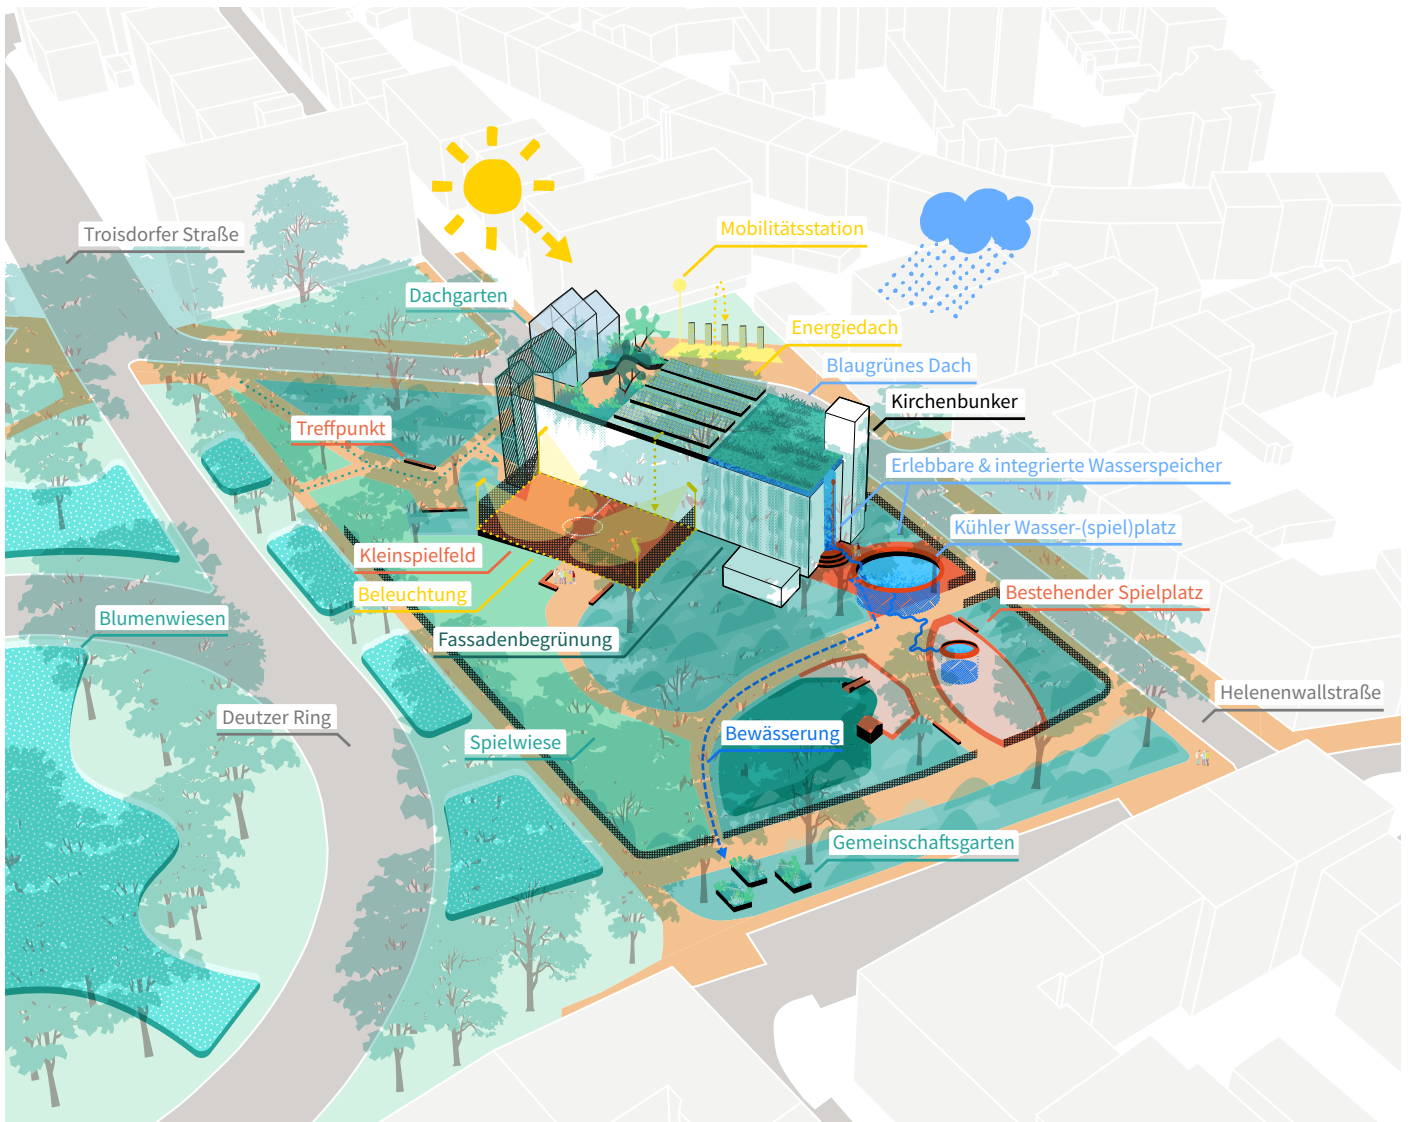 Mobilitätsstation
Troisdorfer Straße
Dachgarten
Energiedach
Blaugrünes Dach
Kirchenbunker
Treffpunkt
Erlebbare & integrierte Wasserspeicher
Kühler Wasser-(spiel)platz
Kleinspielfeld
Beleuchtung
Bestehender Spielplatz
Blumenwiesen
Fassadenbegrünung
Helenenwallstraße
Deutzer Ring
Bewässerung
Spielwiese
Gemeinschaftsgarten